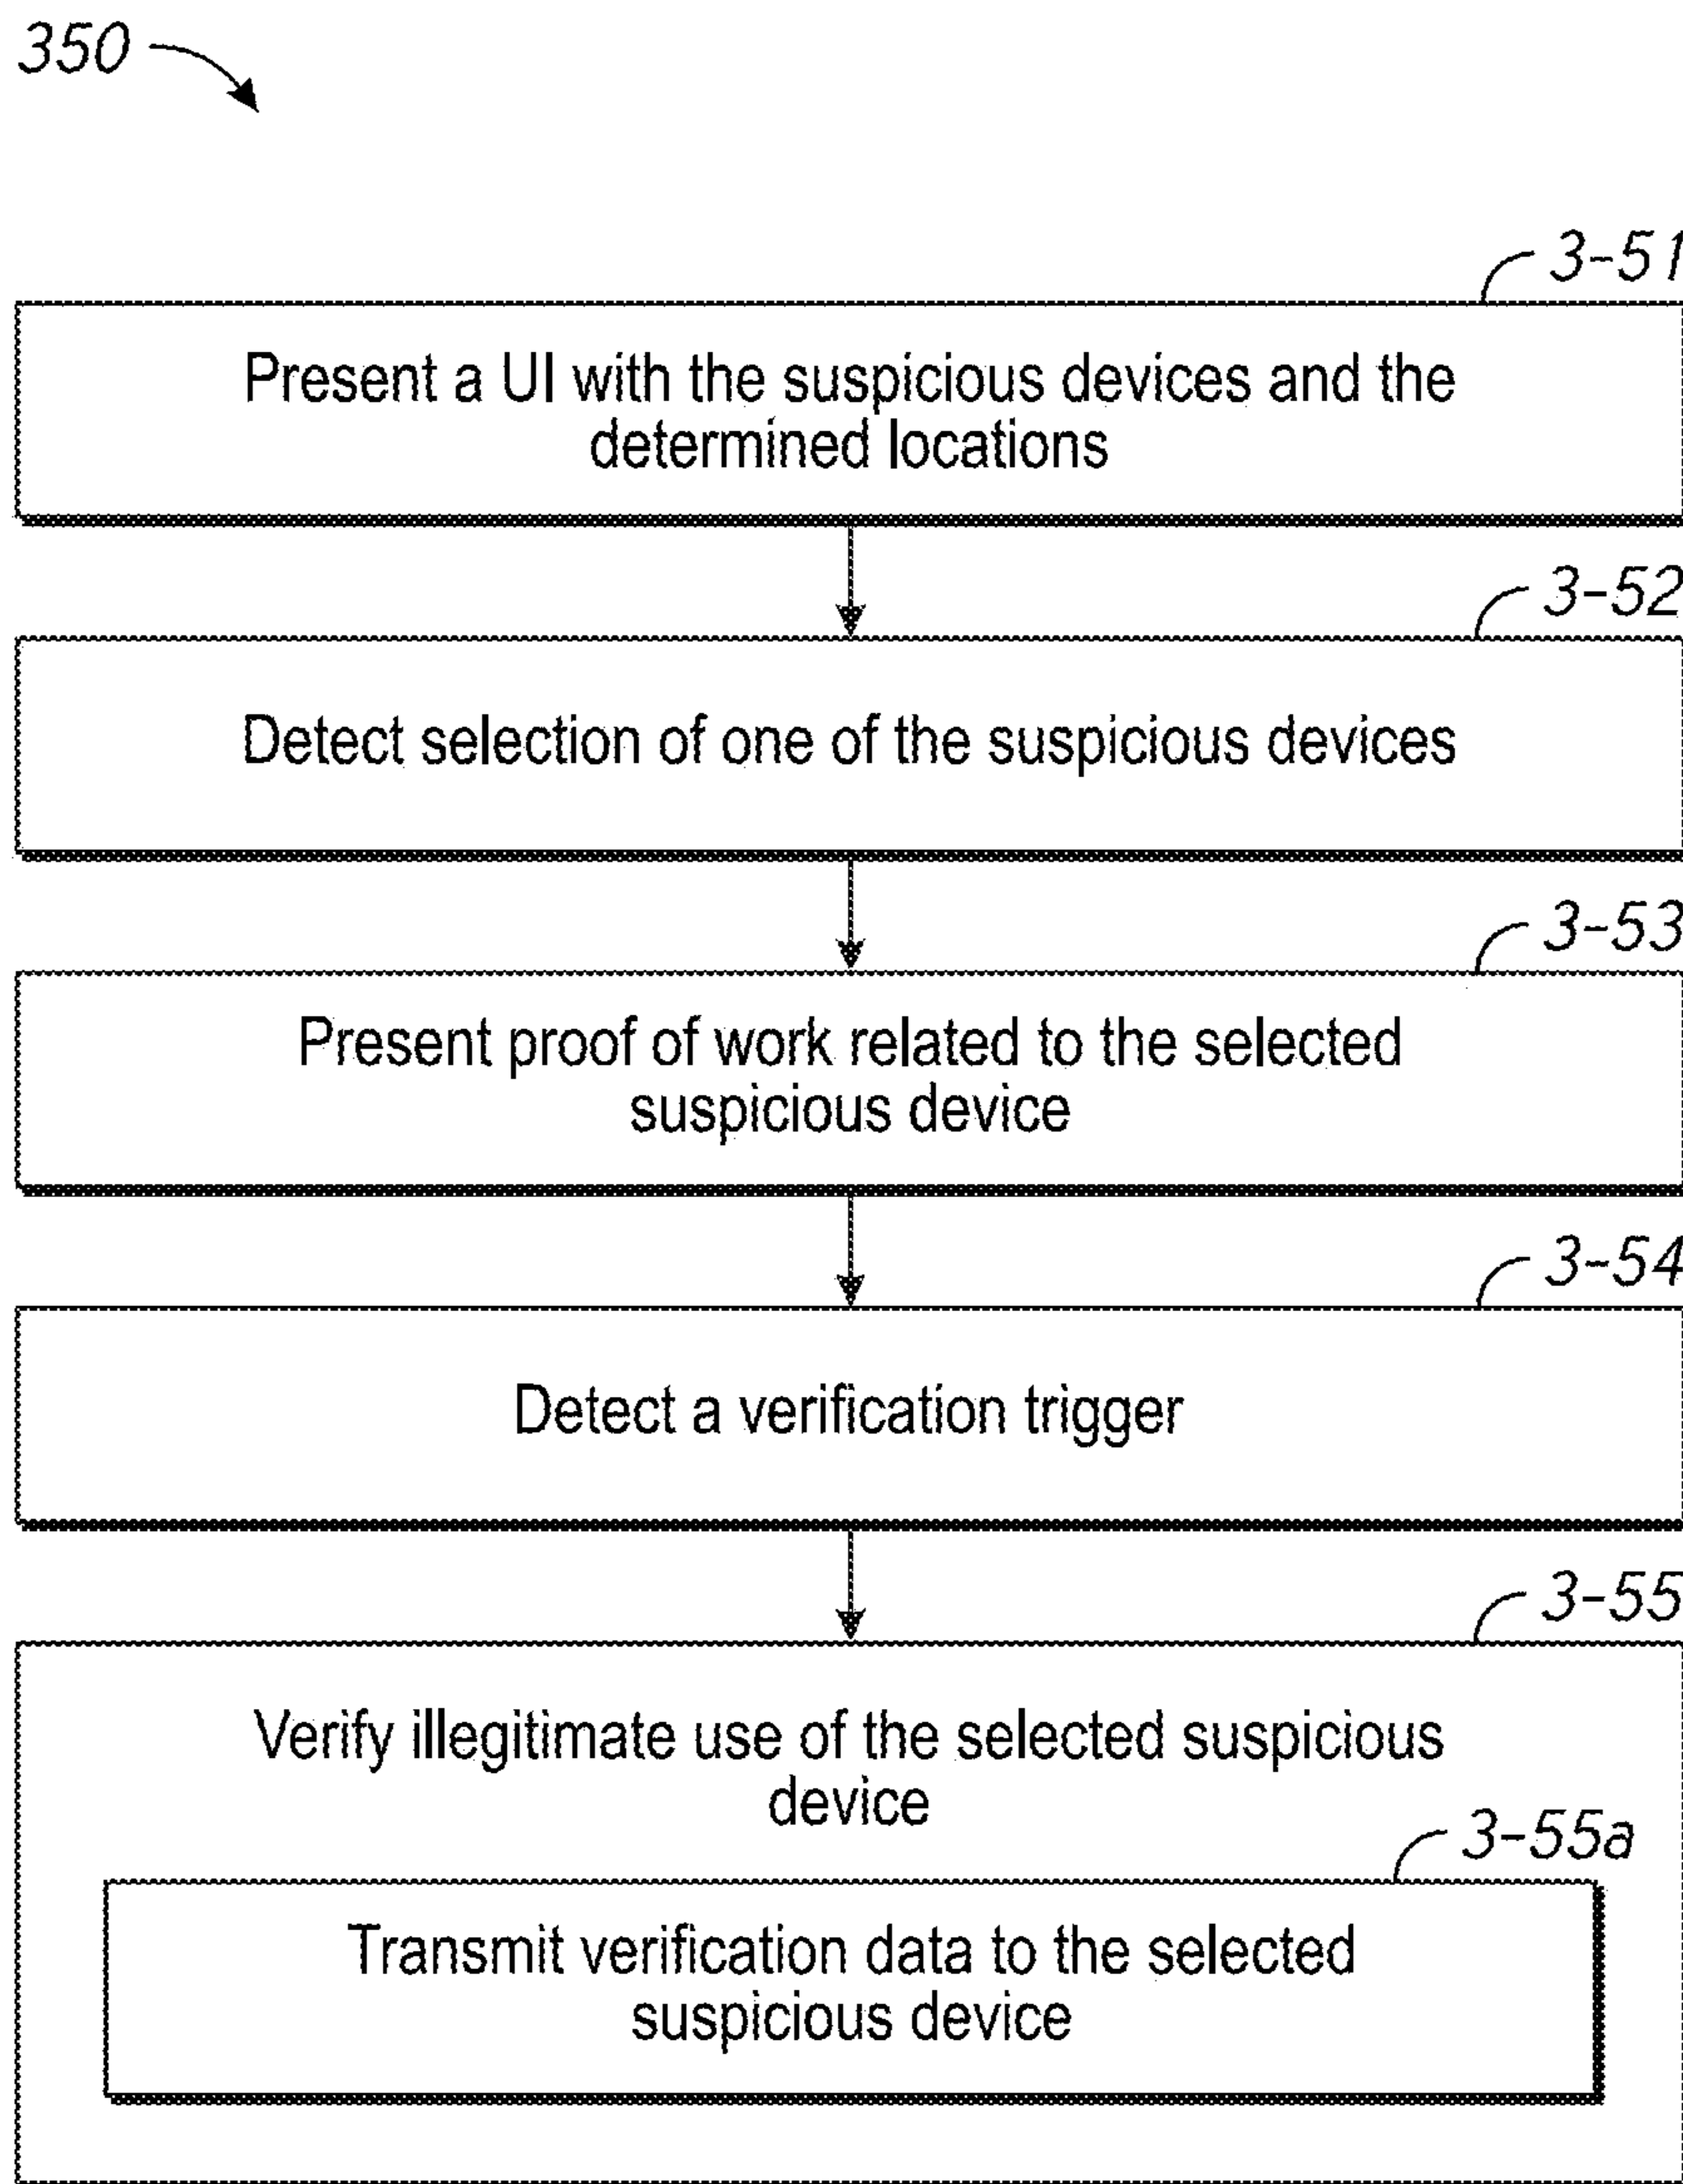 350
3-51
Present a UI with the suspicious devices and the
determined locations
3-52
Detect selection of one of the suspicious devices
3-53
Present proof of work related to the selected
suspicious device
3-54
Detect a verification trigger
3-55
Verify illegitimate use of the selected suspicious
device
3-55a
Transmit verification data to the selected
suspicious device